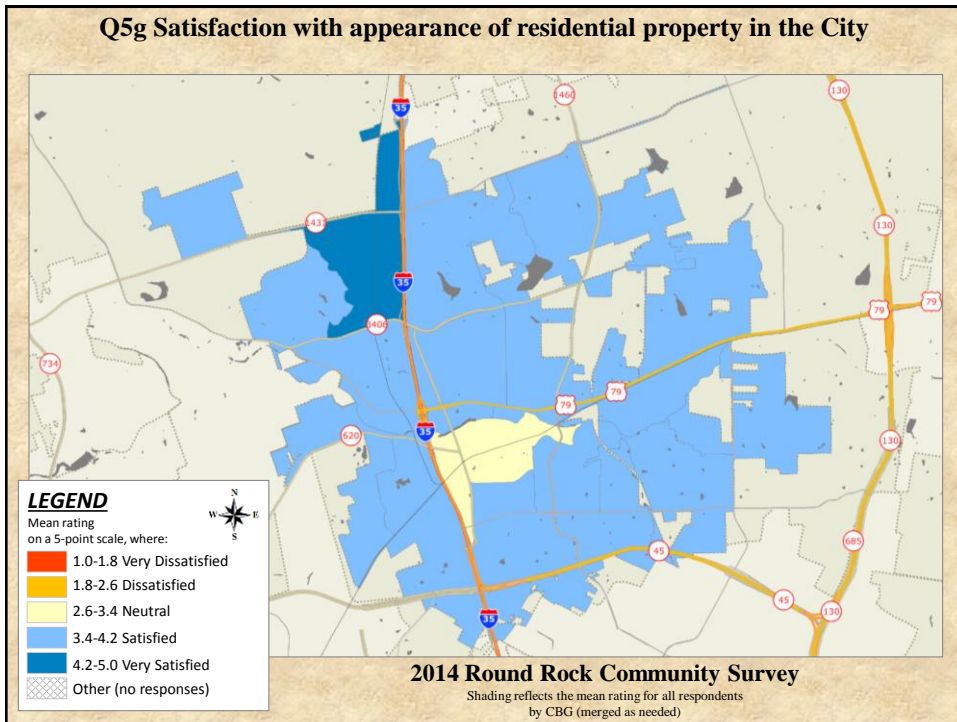 Q5g Satisfaction with appearance of residential property in the City
35
1460
130
1431
130
35
79
79
3406
734
79
79
35
620
130
LEGEND
N
W E
S
Mean rating
on a 5-point scale, where:
1.0-1.8 Very Dissatisfied
1.8-2.6 Dissatisfied
2.6-3.4 Neutral
3.4-4.2 Satisfied
4.2-5.0 Very Satisfied
Other (no responses)
45
685
45
130
35
2014 Round Rock Community Survey
Shading reflects the mean rating for all respondents
by CBG (merged as needed)